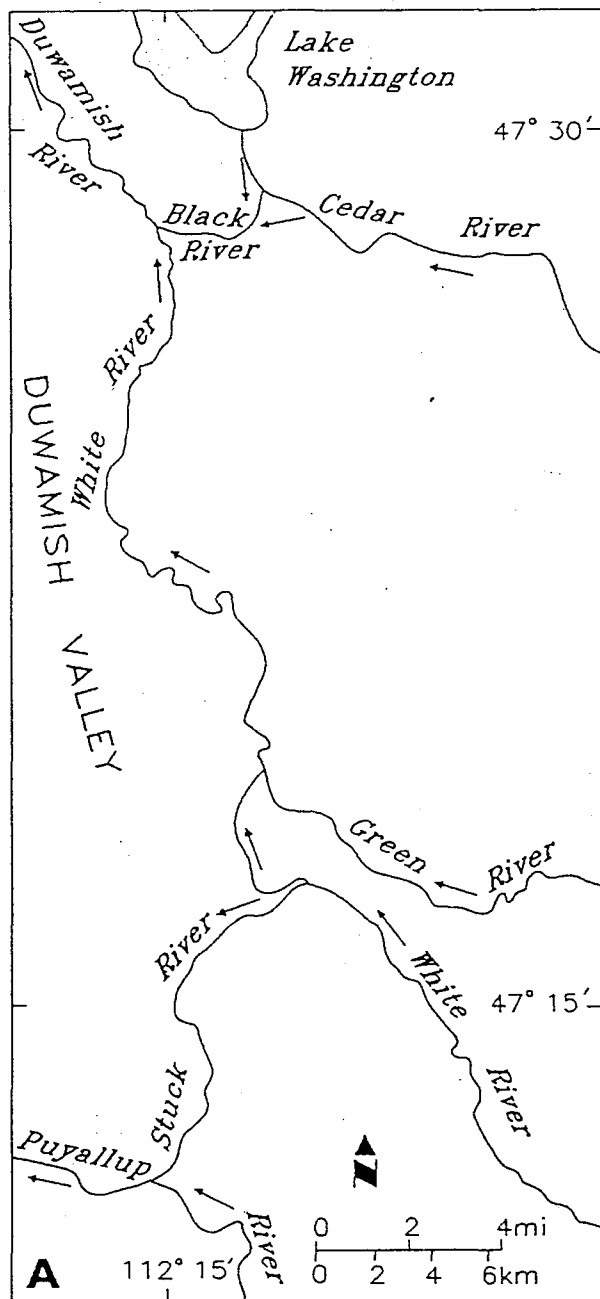 Duwamish
River
Lake
Washington
47° 30′
Black
River
Cedar
River
River
White
DUWAMISH VALLEY
Green
River
River
White
River
47° 15′
Stuck
Puyallup
River
N
0 2 4mi
0 2 4 6km
A
112° 15′